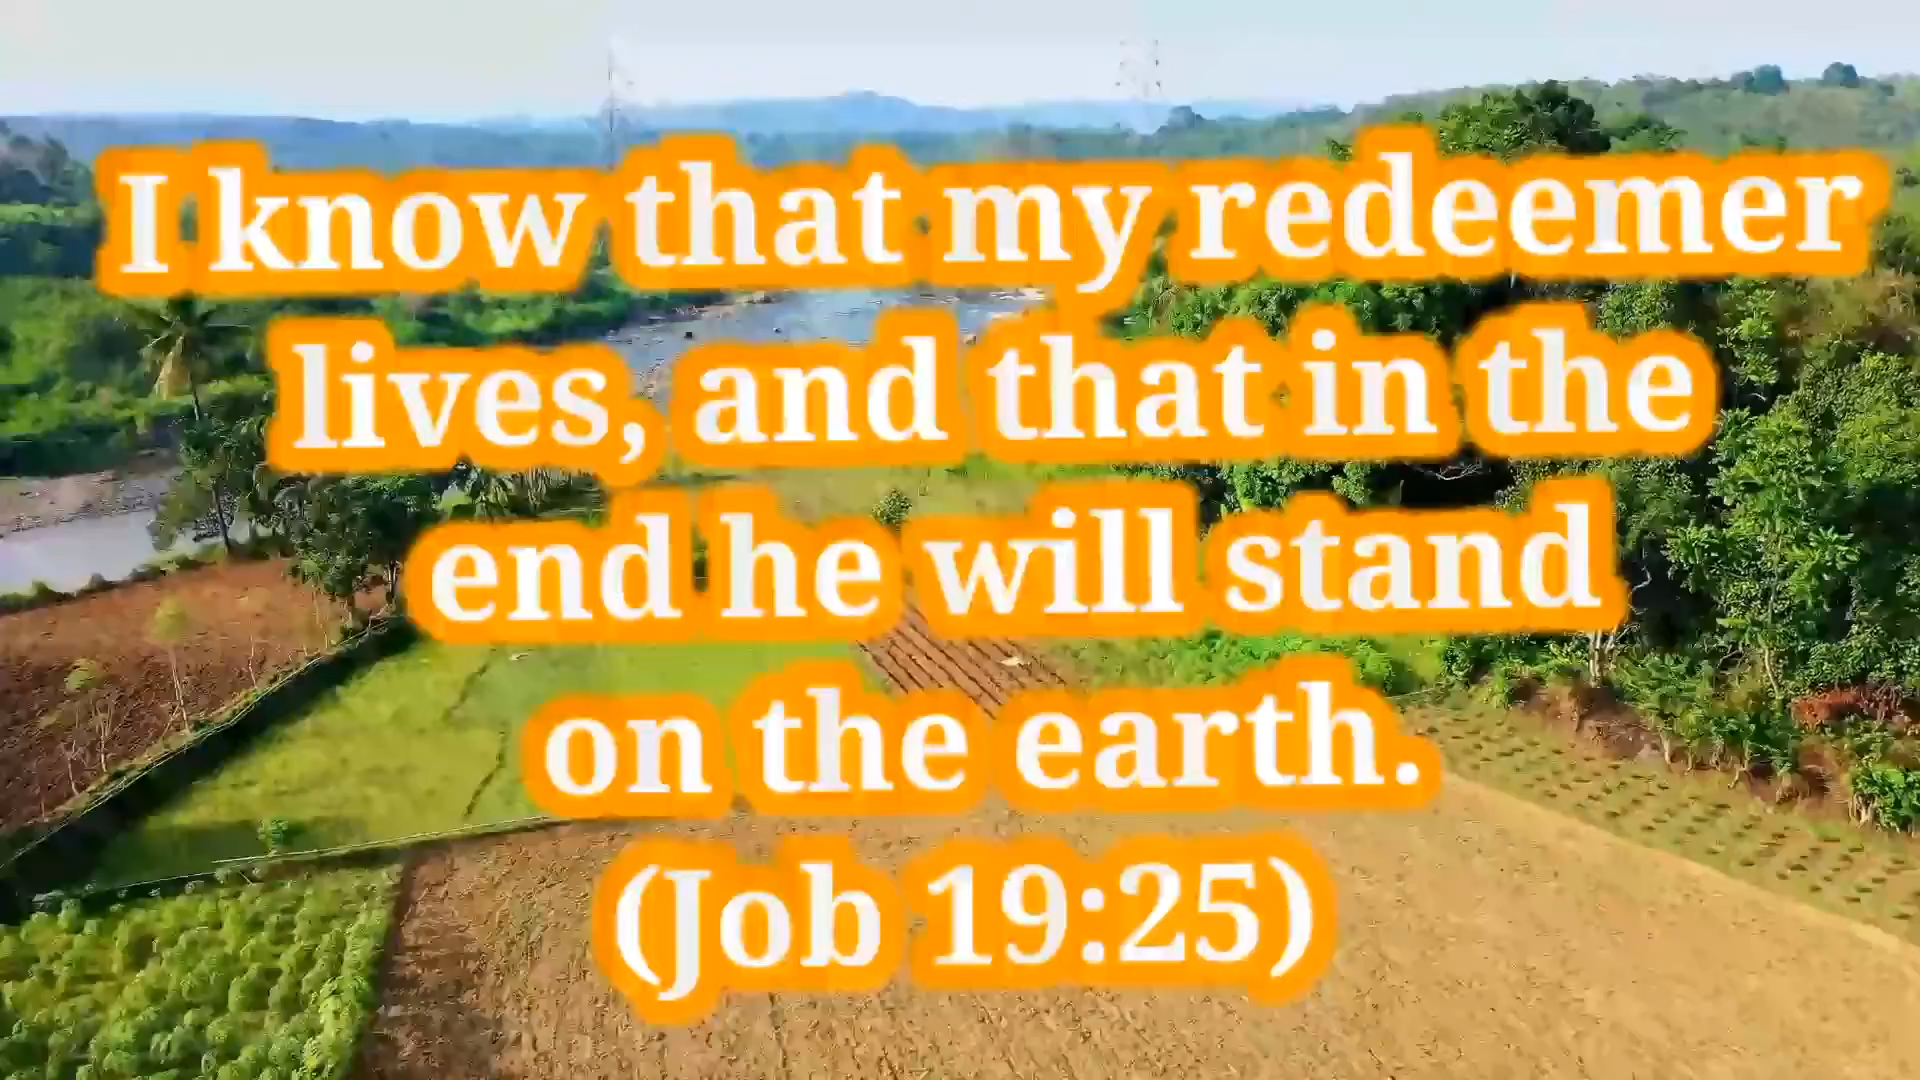 I know that my redeemer
lives, and that in the
end he will stand
on the earth.
(Job 19:25)